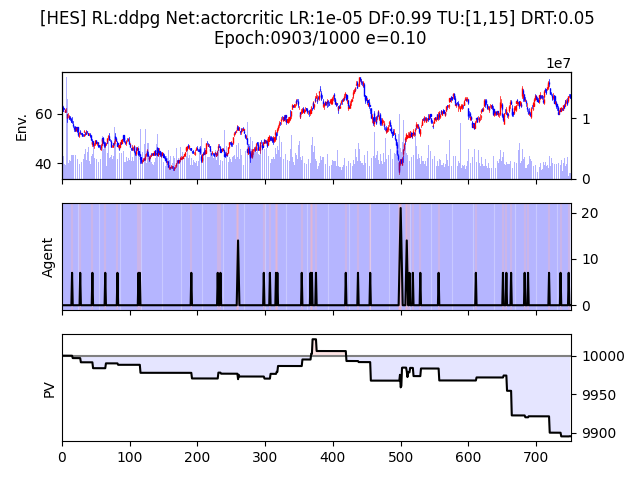 [HES] RL:ddpg Net:actorcritic LR:1e-05 DF:0.99 TU:[1,15] DRT:0.05
Epoch:0903/1000 e=0.10
1e7
Env.
60
40
1
0
Agent
20
10
0
PV
10000
9950
9900
0 100 200 300 400 500 600 700